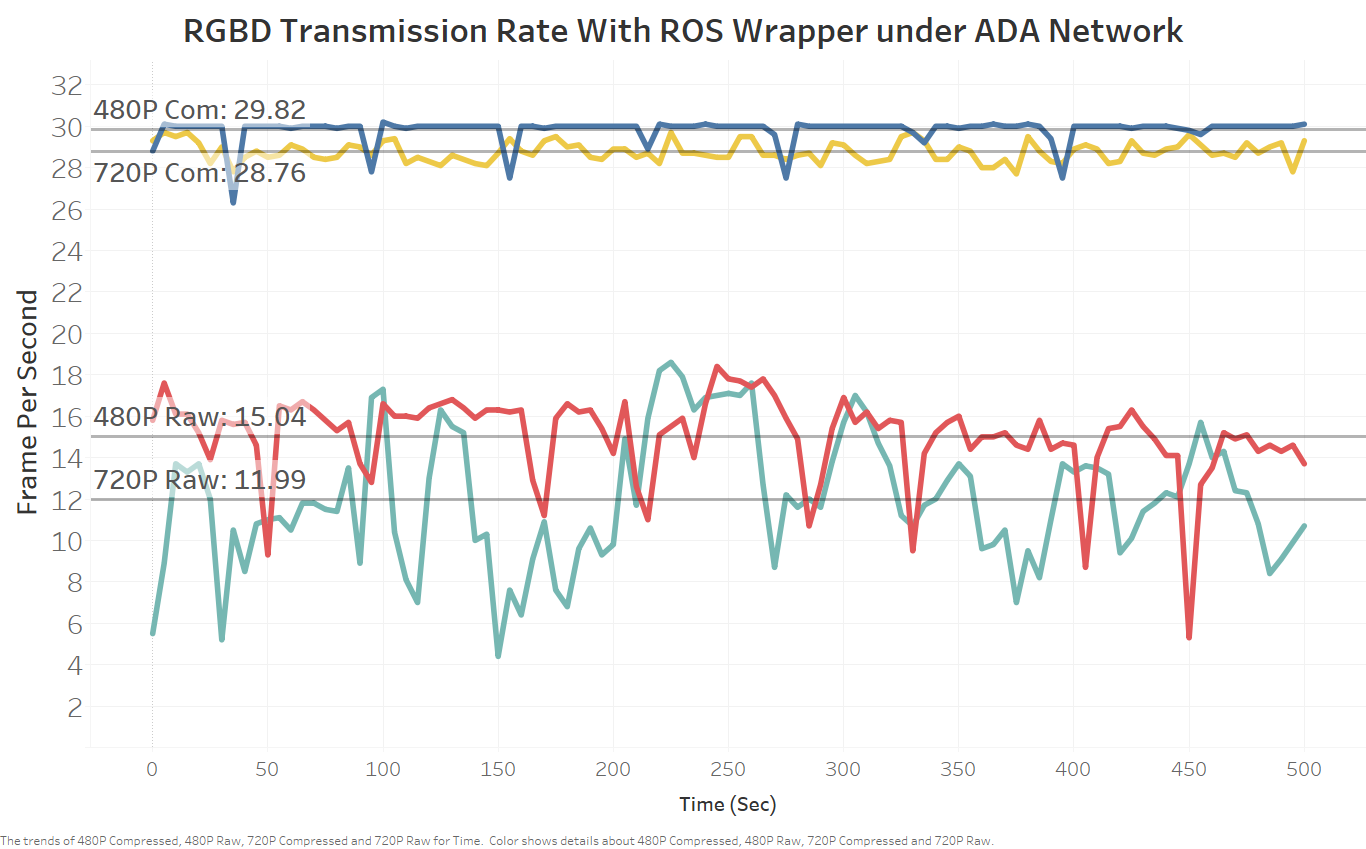 RGBD Transmission Rate With ROS Wrapper under ADA Network
32
480P Com: 29.82
30
28
720P Com: 28.76
26
24
22
20
18
480P Raw: 15.04
16
14
720P Raw: 11.99
12
10
8
6
4
2
Frame Per Second
0 50 100 150 200 250 300 350 400 450 500
Time (Sec)
The trends of 480P Compressed, 480P Raw, 720P Compressed and 720P Raw for Time. Color shows details about 480P Compressed, 480P Raw, 720P Compressed and 720P Raw.